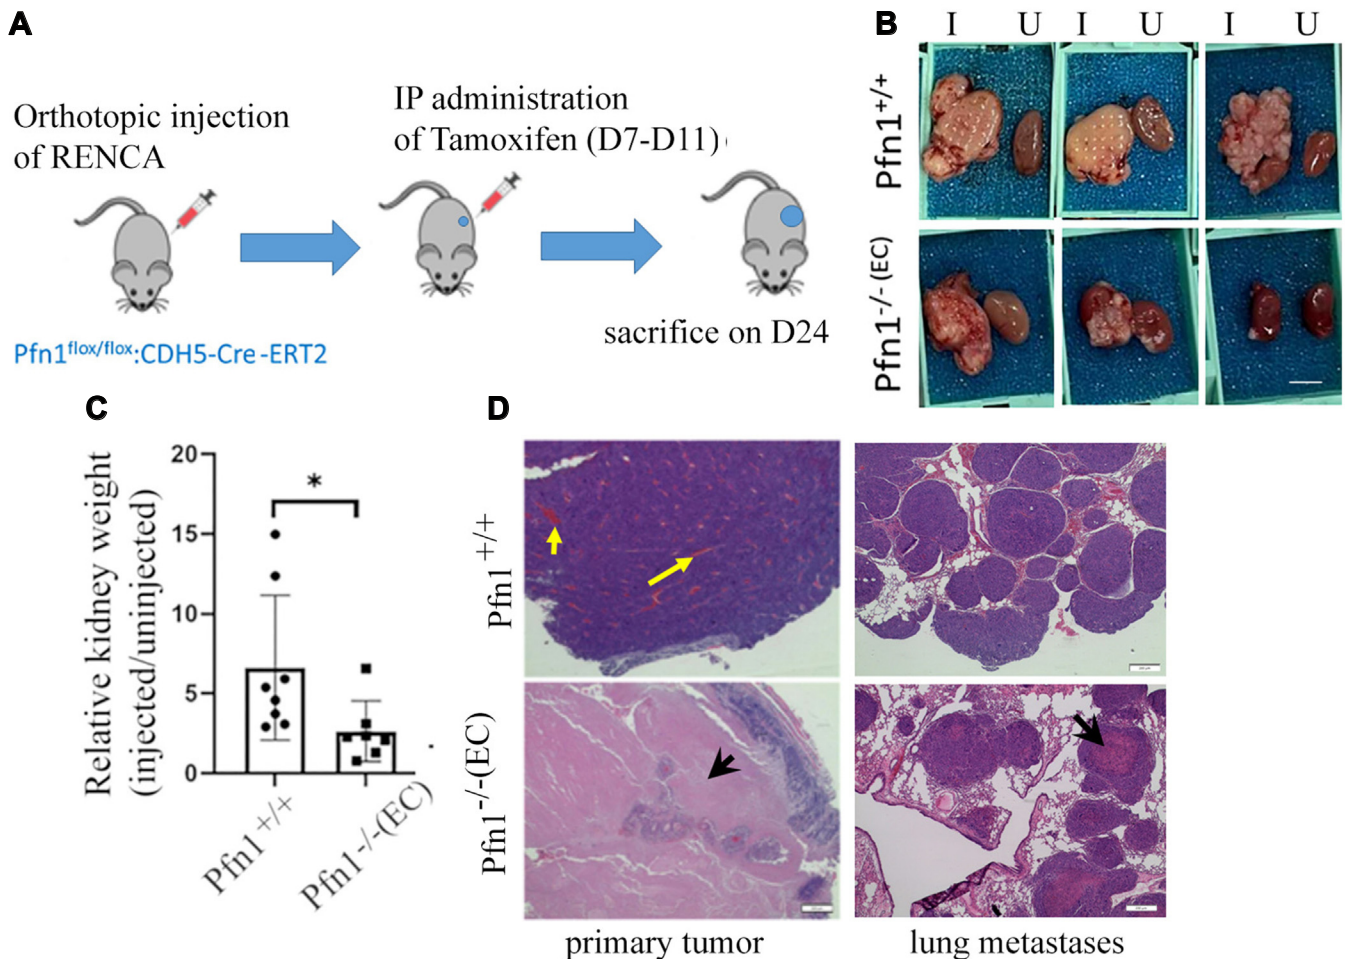 A
Orthotopic injection
of RENCA
IP administration
of Tamoxifen (D7-D11)
sacrifice on D24
Pfn1flox/flox:CDH5-Cre-ERT2
B
I U I U I U
Pfn1+/+
Pfn1-/- (EC)
C
Relative kidney weight
(injected/uninjected)
20
15
10
5
0
*
Pfn1+/+
Pfn1-/-(EC)
D
Pfn1+/+
Pfn1-/-(EC)
primary tumor
lung metastases